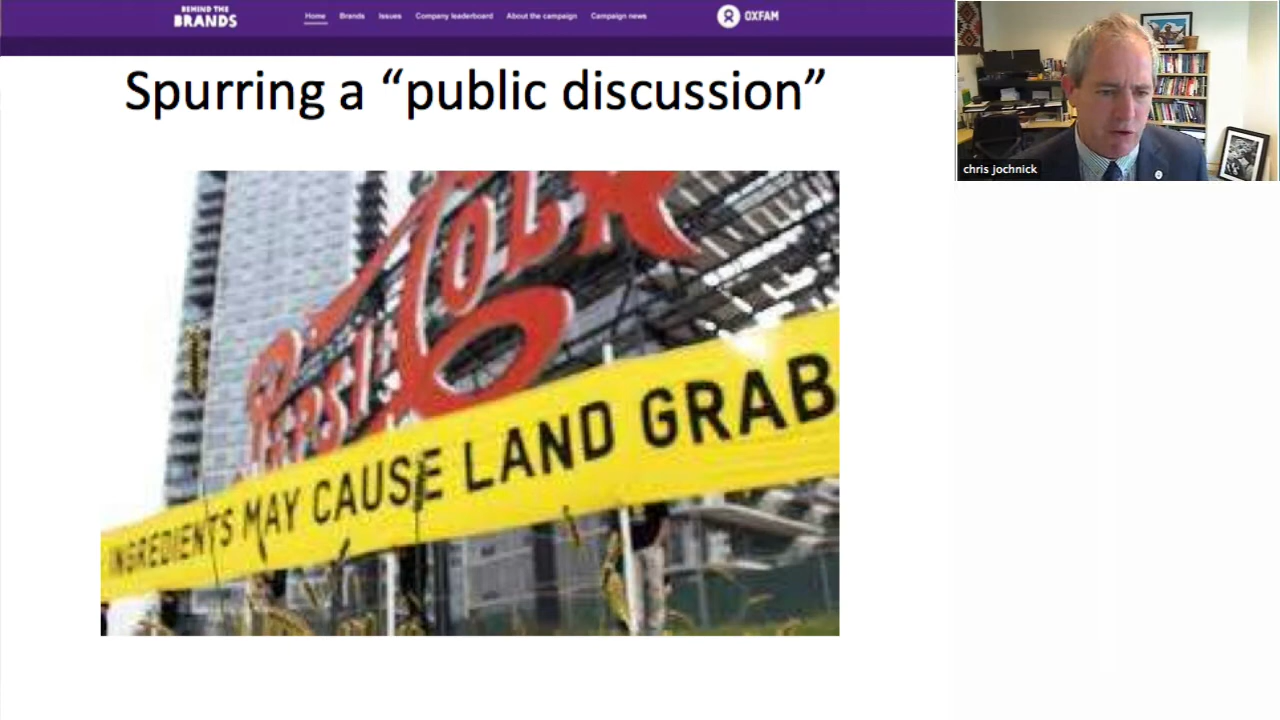 BEHIND THE
BRANDS
Home Brands Issues Company leaderboard About the campaign Campaign news
OXFAM
Spurring a “public discussion”
PEPSI COLA
INGREDIENTS MAY CAUSE LAND GRAB
chris jochnick